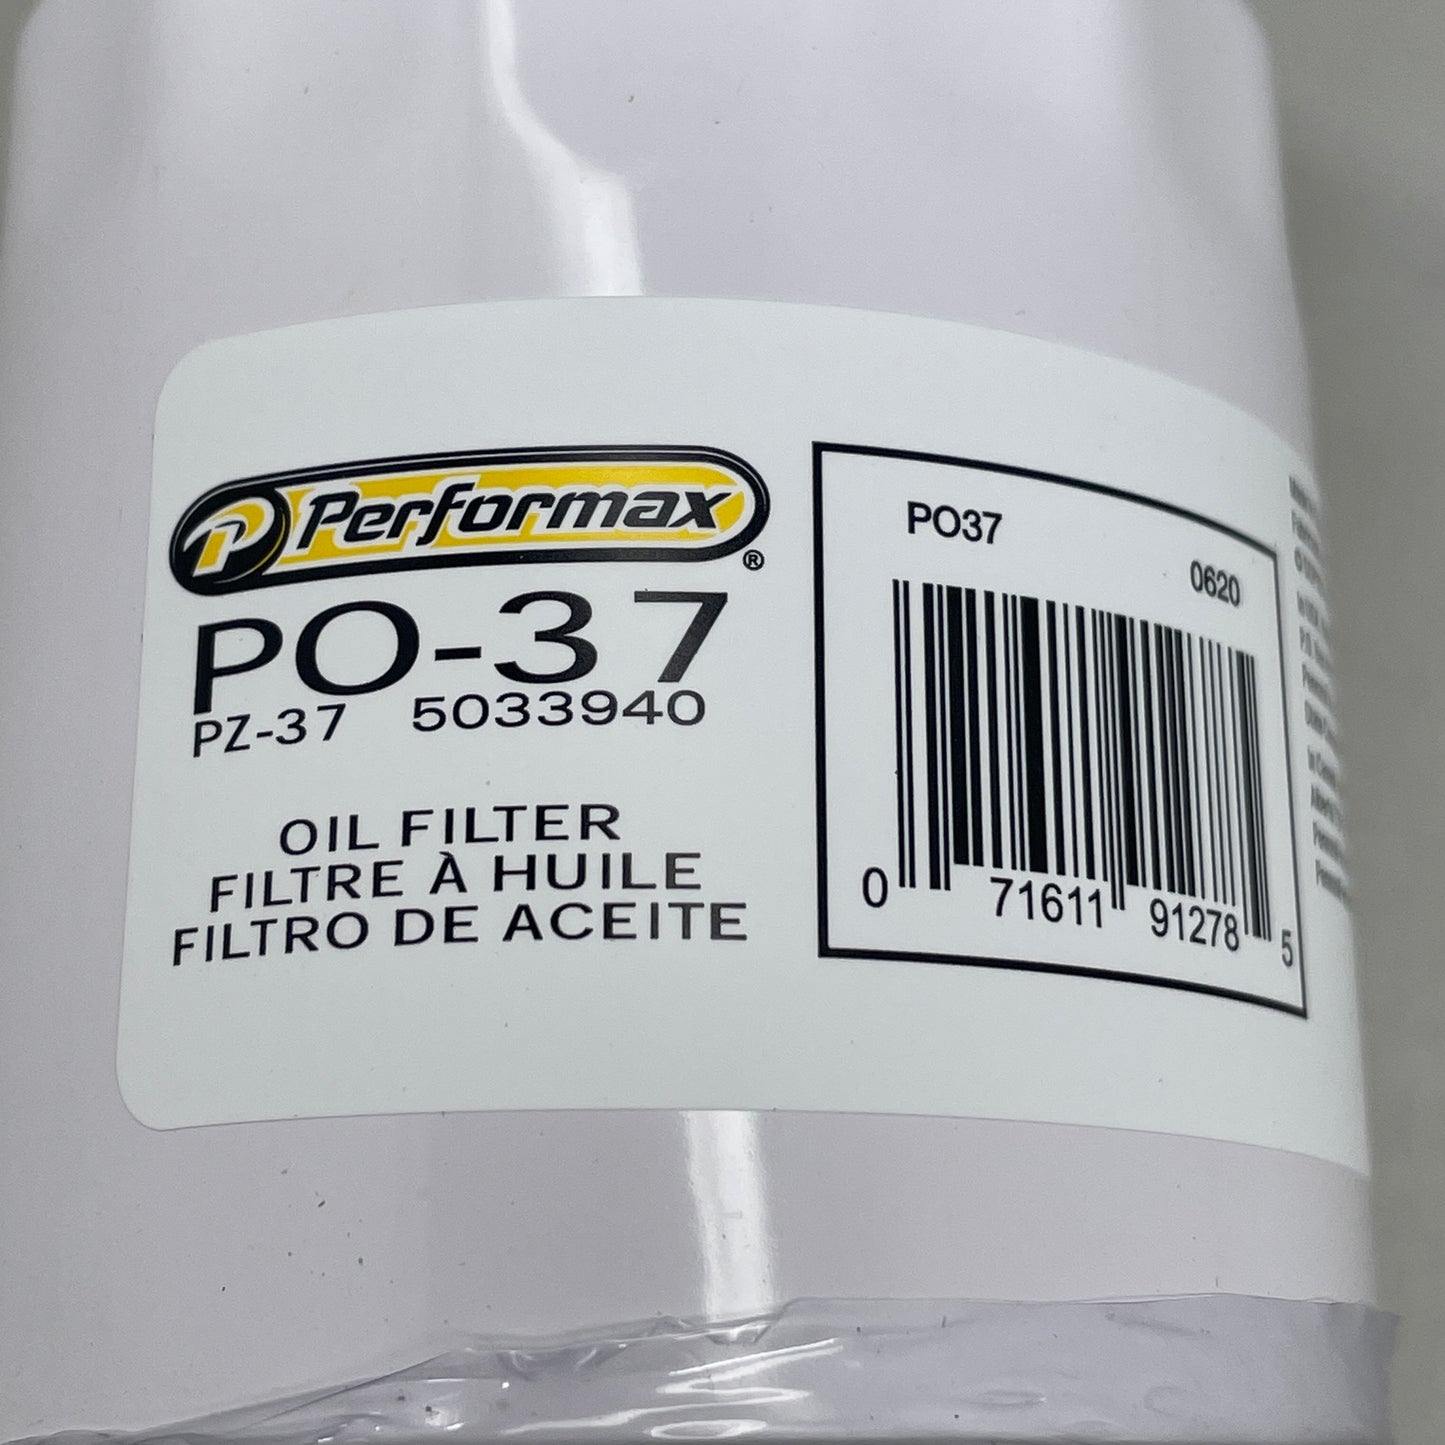 Performax®
PO-37
PZ-37 5033940
OIL FILTER
FILTRE À HUILE
FILTRO DE ACEITE
PO37
0620
0 71611 91278 5